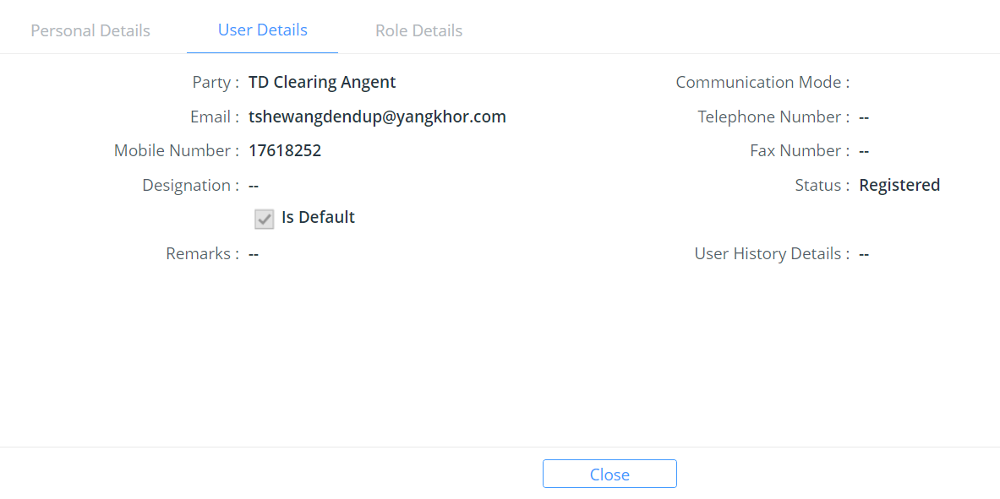 Personal Details User Details Role Details
Party : TD Clearing Angent Communication Mode :
Email : tshewangdendup@yangkhor.com Telephone Number : --
Mobile Number : 17618252 Fax Number : --
Designation : -- Status : Registered
Is Default
Remarks : -- User History Details : --
Close